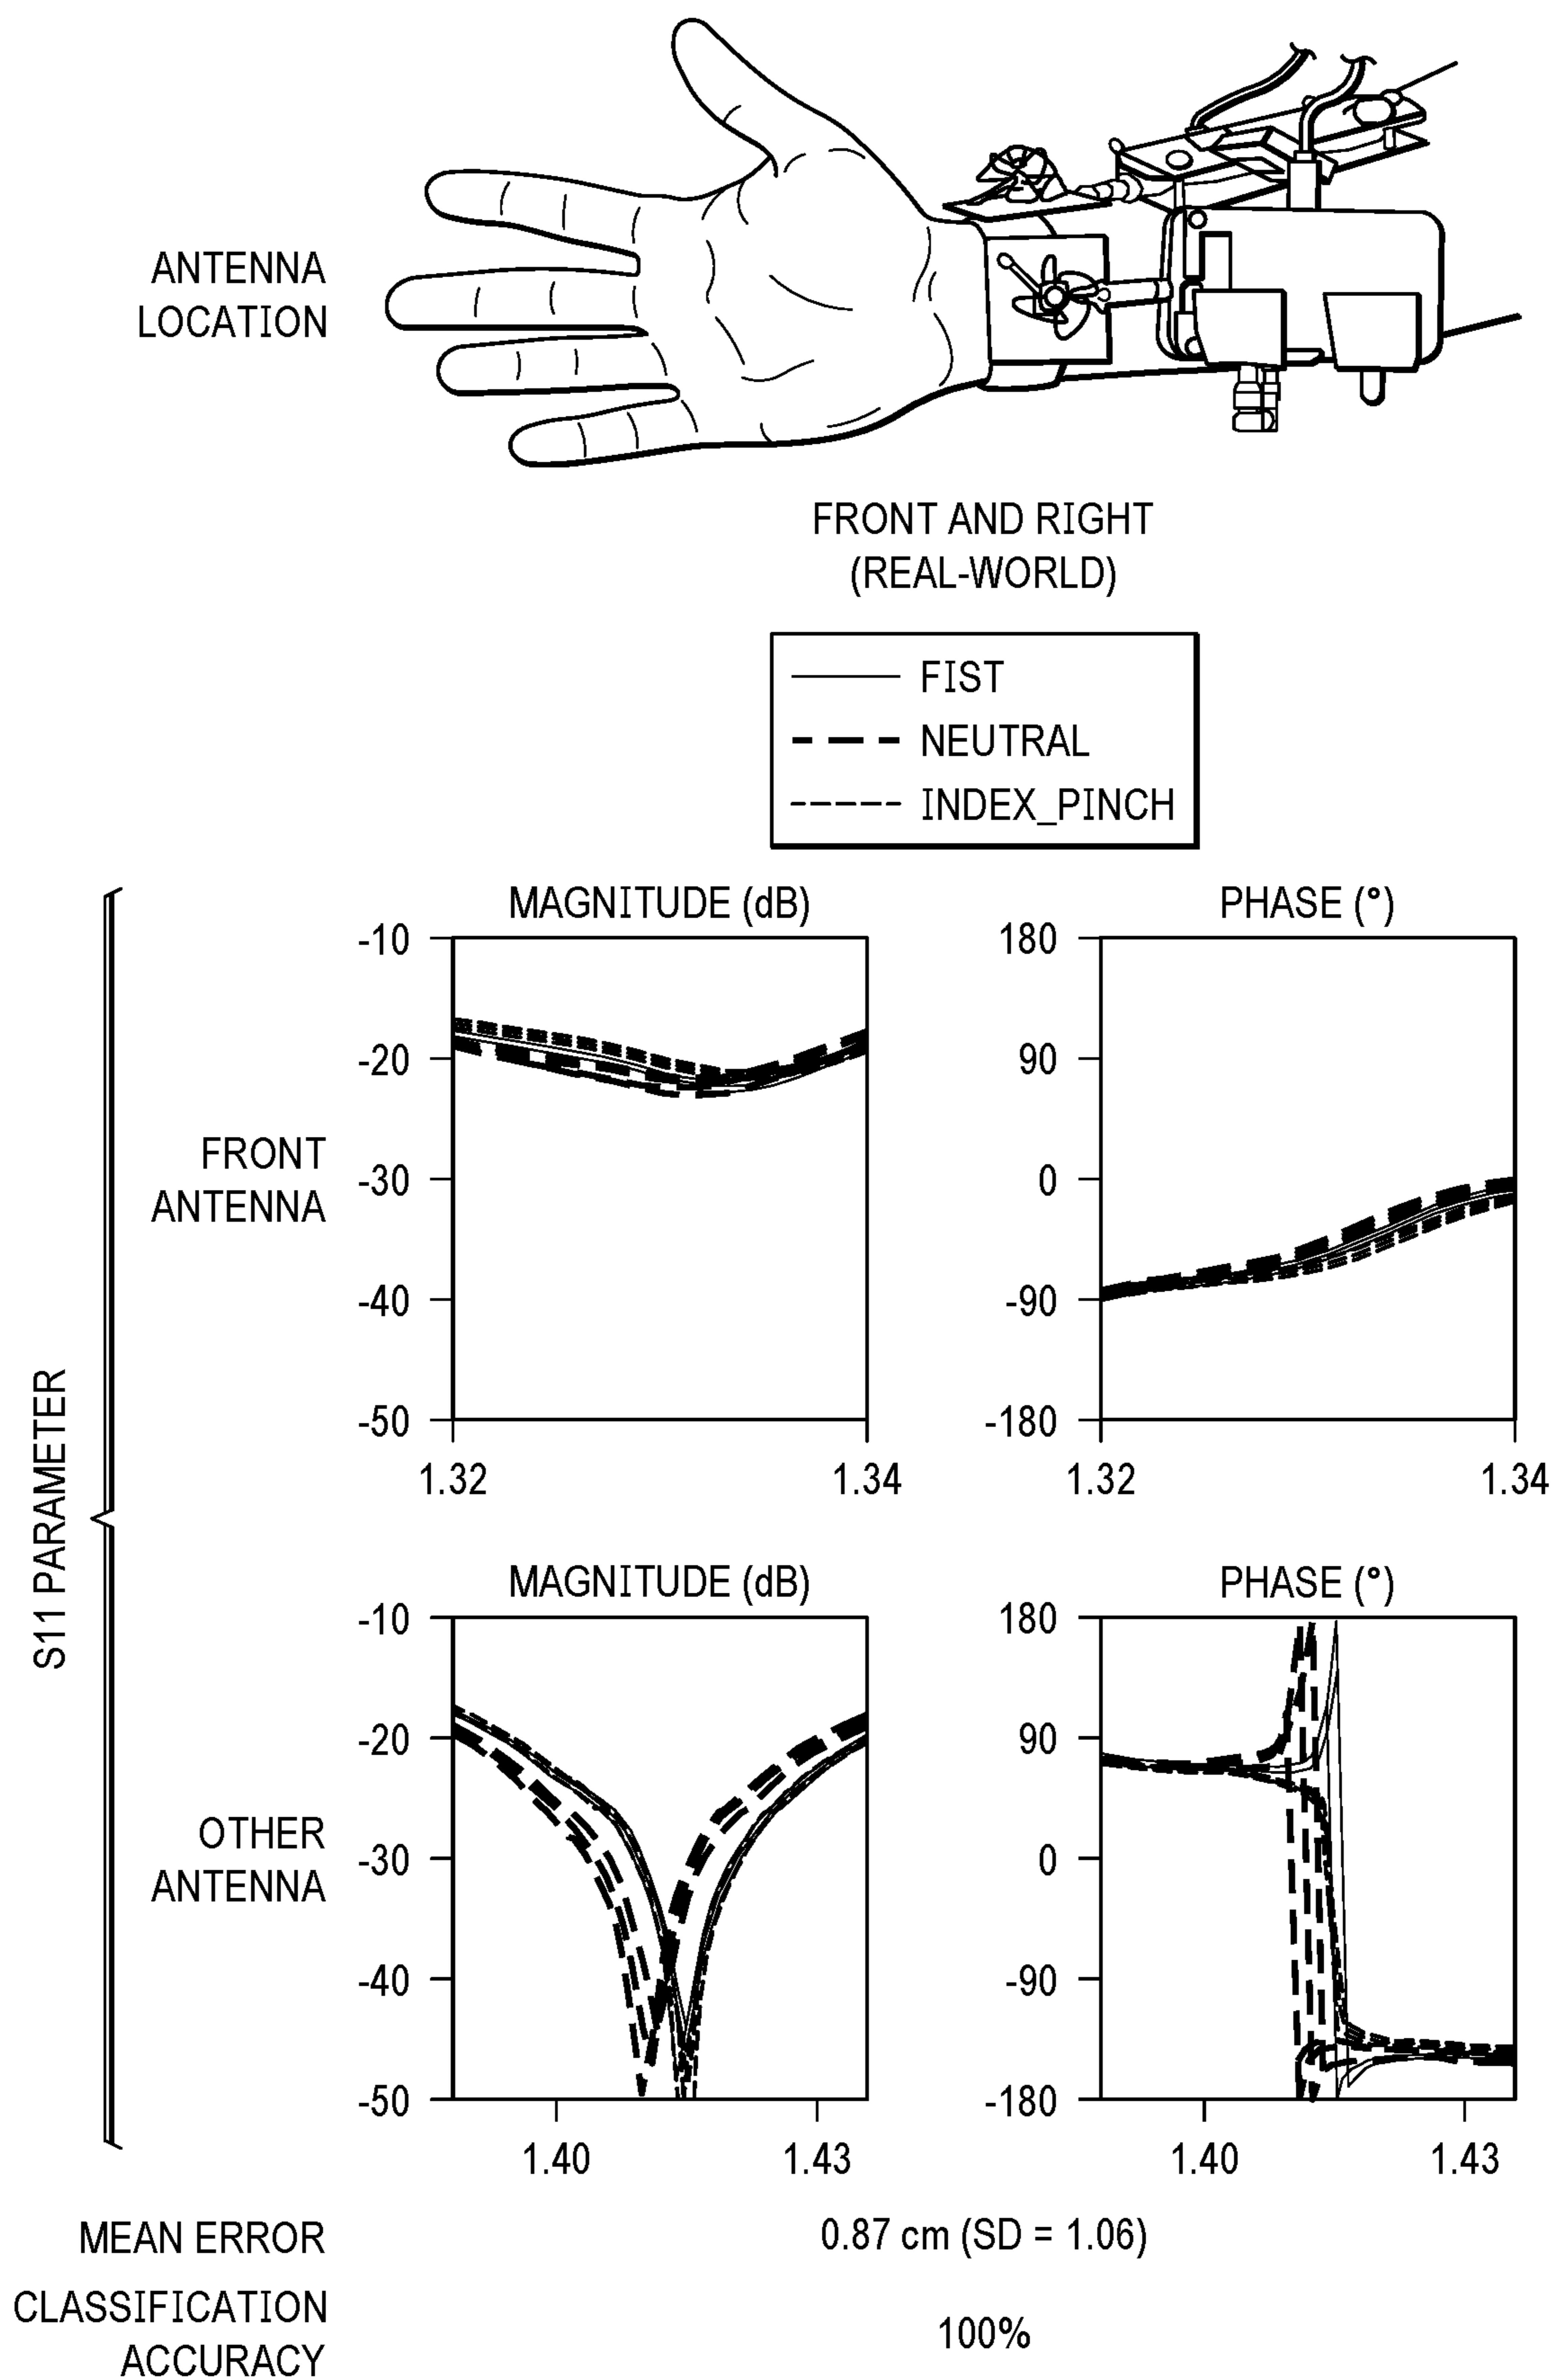 ANTENNA
LOCATION
FRONT AND RIGHT
(REAL-WORLD)
FIST
NEUTRAL
INDEX_PINCH
S11 PARAMETER
FRONT
ANTENNA
MAGNITUDE (dB)
-10
-20
-30
-40
-50
1.32
1.34
PHASE (°)
180
90
0
-90
-180
1.32
1.34
OTHER
ANTENNA
MAGNITUDE (dB)
-10
-20
-30
-40
-50
1.40
1.43
PHASE (°)
180
90
0
-90
-180
1.40
1.43
MEAN ERROR
0.87 cm (SD = 1.06)
CLASSIFICATION
ACCURACY
100%